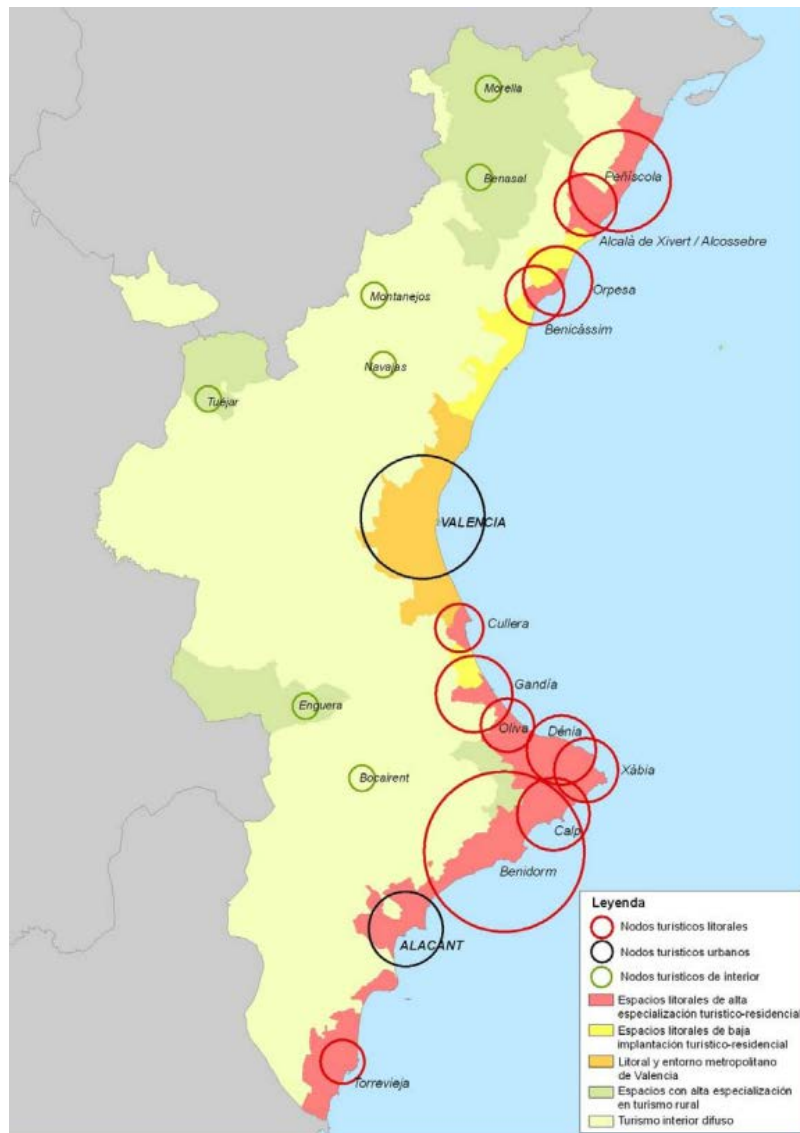 Morella
Peñíscola
Benasal
Alcalà de Xivert / Alcossebre
Montanejos
Orpesa
Benicàssim
Navajas
Tuéjar
VALENCIA
Cullera
Gandía
Enguera
Oliva
Dénia
Xàbia
Bocairent
Calp
Benidorm
ALACANT
Torrevieja
Leyenda
Nodos turísticos litorales
Nodos turisticos urbanos
Nodos turísticos de interior
Espacios litorales de alta
especialización turistico-residencial
Espacios litorales de baja
implantación turistico-residencial
Litoral y entorno metropolitano
de Valencia
Espacios con alta especialización
en turismo rural
Turismo interior difuso